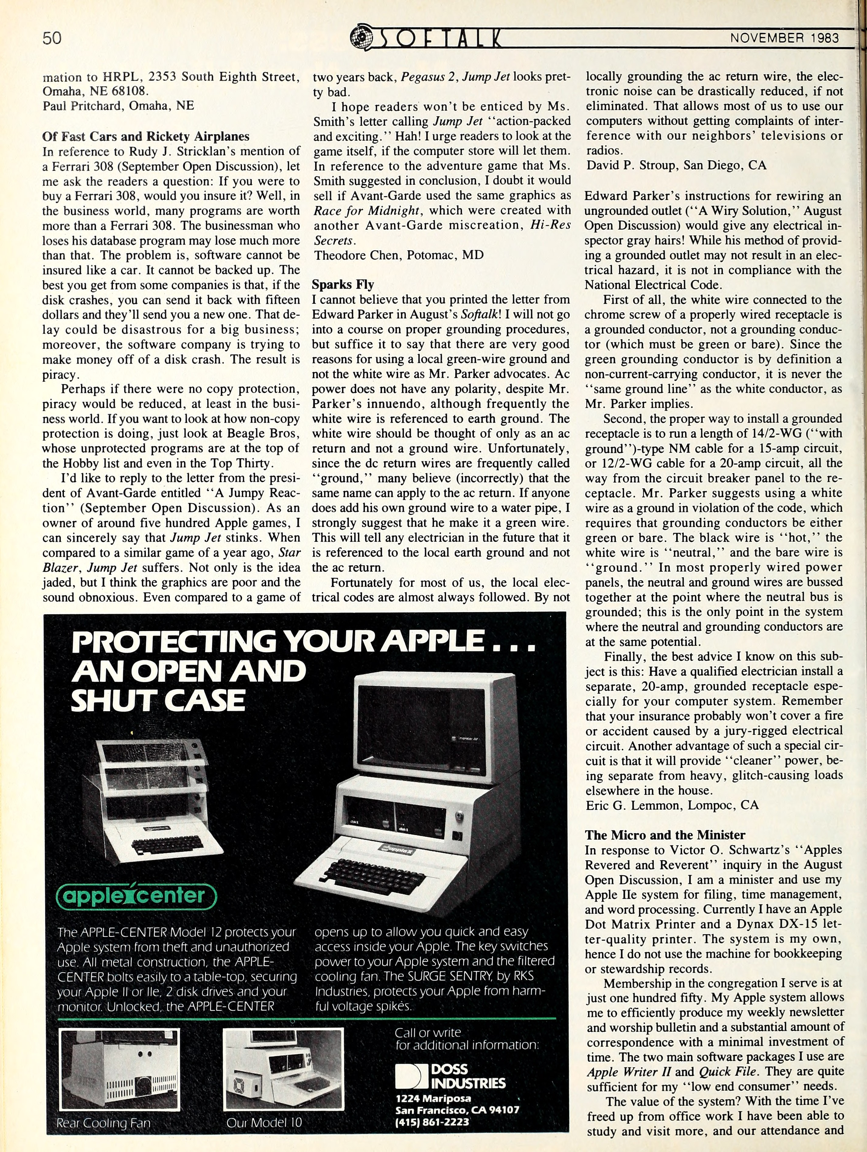 50
SOFTALK
NOVEMBER 1983
mation to HRPL, 2353 South Eighth Street,
Omaha, NE 68108.
Paul Pritchard, Omaha, NE
Of Fast Cars and Rickety Airplanes
In reference to Rudy J. Stricklan's mention of
a Ferrari 308 (September Open Discussion), let
me ask the readers a question: If you were to
buy a Ferrari 308, would you insure it? Well, in
the business world, many programs are worth
more than a Ferrari 308. The businessman who
loses his database program may lose much more
than that. The problem is, software cannot be
insured like a car. It cannot be backed up. The
best you get from some companies is that, if the
disk crashes, you can send it back with fifteen
dollars and they'll send you a new one. That de-
lay could be disastrous for a big business;
moreover, the software company is trying to
make money off of a disk crash. The result is
piracy.
Perhaps if there were no copy protection,
piracy would be reduced, at least in the busi-
ness world. If you want to look at how non-copy
protection is doing, just look at Beagle Bros,
whose unprotected programs are at the top of
the Hobby list and even in the Top Thirty.
I'd like to reply to the letter from the presi-
dent of Avant-Garde entitled "A Jumpy Reac-
tion" (September Open Discussion). As an
owner of around five hundred Apple games, I
can sincerely say that Jump Jet stinks. When
compared to a similar game of a year ago, Star
Blazer, Jump Jet suffers. Not only is the idea
jaded, but I think the graphics are poor and the
sound obnoxious. Even compared to a game of
two years back, Pegasus 2, Jump Jet looks pret-
ty bad.
I hope readers won't be enticed by Ms.
Smith's letter calling Jump Jet "action-packed
and exciting." Hah! I urge readers to look at the
game itself, if the computer store will let them.
In reference to the adventure game that Ms.
Smith suggested in conclusion, I doubt it would
sell if Avant-Garde used the same graphics as
Race for Midnight, which were created with
another Avant-Garde miscreation, Hi-Res
Secrets.
Theodore Chen, Potomac, MD
Sparks Fly
I cannot believe that you printed the letter from
Edward Parker in August's Softalk! I will not go
into a course on proper grounding procedures,
but suffice it to say that there are very good
reasons for using a local green-wire ground and
not the white wire as Mr. Parker advocates. Ac
power does not have any polarity, despite Mr.
Parker's innuendo, although frequently the
white wire is referenced to earth ground. The
white wire should be thought of only as an ac
return and not a ground wire. Unfortunately,
since the dc return wires are frequently called
"ground," many believe (incorrectly) that the
same name can apply to the ac return. If anyone
does add his own ground wire to a water pipe, I
strongly suggest that he make it a green wire.
This will tell any electrician in the future that it
is referenced to the local earth ground and not
the ac return.
Fortunately for most of us, the local elec-
trical codes are almost always followed. By not
locally grounding the ac return wire, the elec-
tronic noise can be drastically reduced, if not
eliminated. That allows most of us to use our
computers without getting complaints of inter-
ference with our neighbors' televisions or
radios.
David P. Stroup, San Diego, CA
Edward Parker's instructions for rewiring an
ungrounded outlet ("A Wiry Solution," August
Open Discussion) would give any electrical in-
spector gray hairs! While his method of provid-
ing a grounded outlet may not result in an elec-
trical hazard, it is not in compliance with the
National Electrical Code.
First of all, the white wire connected to the
chrome screw of a properly wired receptacle is
a grounded conductor, not a grounding conduc-
tor (which must be green or bare). Since the
green grounding conductor is by definition a
non-current-carrying conductor, it is never the
"same ground line" as the white conductor, as
Mr. Parker implies.
Second, the proper way to install a grounded
receptacle is to run a length of 14/2-WG ("with
ground")-type NM cable for a 15-amp circuit,
or 12/2-WG cable for a 20-amp circuit, all the
way from the circuit breaker panel to the re-
ceptacle. Mr. Parker suggests using a white
wire as a ground in violation of the code, which
requires that grounding conductors be either
green or bare. The black wire is "hot," the
white wire is "neutral," and the bare wire is
"ground." In most properly wired power
panels, the neutral and ground wires are bussed
together at the point where the neutral bus is
grounded; this is the only point in the system
where the neutral and grounding conductors are
at the same potential.
Finally, the best advice I know on this sub-
ject is this: Have a qualified electrician install a
separate, 20-amp, grounded receptacle espe-
cially for your computer system. Remember
that your insurance probably won't cover a fire
or accident caused by a jury-rigged electrical
circuit. Another advantage of such a special cir-
cuit is that it will provide "cleaner" power, be-
ing separate from heavy, glitch-causing loads
elsewhere in the house.
Eric G. Lemmon, Lompoc, CA
The Micro and the Minister
In response to Victor O. Schwartz's "Apples
Revered and Reverent" inquiry in the August
Open Discussion, I am a minister and use my
Apple IIe system for filing, time management,
and word processing. Currently I have an Apple
Dot Matrix Printer and a Dynax DX-15 let-
ter-quality printer. The system is my own,
hence I do not use the machine for bookkeeping
or stewardship records.
Membership in the congregation I serve is at
just one hundred fifty. My Apple system allows
me to efficiently produce my weekly newsletter
and worship bulletin and a substantial amount of
correspondence with a minimal investment of
time. The two main software packages I use are
Apple Writer II and Quick File. They are quite
sufficient for my "low end consumer" needs.
The value of the system? With the time I've
freed up from office work I have been able to
study and visit more, and our attendance and
PROTECTING YOUR APPLE . . .
AN OPEN AND
SHUT CASE
apple center
The APPLE-CENTER Model 12 protects your
Apple system from theft and unauthorized
use. All metal construction, the APPLE-
CENTER bolts easily to a table-top, securing
your Apple II or IIe, 2 disk drives and your
monitor. Unlocked, the APPLE-CENTER
opens up to allow you quick and easy
access inside your Apple. The key switches
power to your Apple system and the filtered
cooling fan. The SURGE SENTRY, by RKS
Industries, protects your Apple from harm-
ful voltage spikes.
Rear Cooling Fan
Our Model 10
Call or write
for additional information:
DOSS
INDUSTRIES
1224 Mariposa
San Francisco, CA 94107
(415) 861-2223